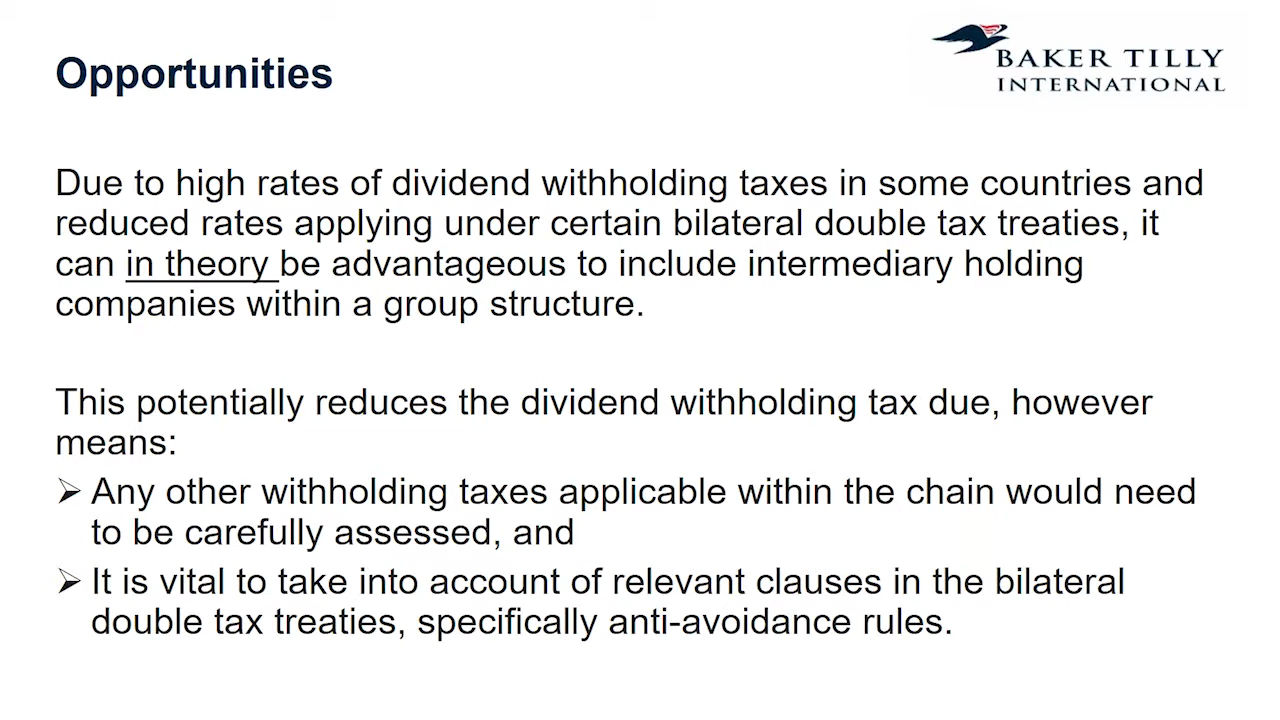 Opportunities
BAKER TILLY
INTERNATIONAL
Due to high rates of dividend withholding taxes in some countries and
reduced rates applying under certain bilateral double tax treaties, it
can in theory be advantageous to include intermediary holding
companies within a group structure.
This potentially reduces the dividend withholding tax due, however
means:
➢ Any other withholding taxes applicable within the chain would need
to be carefully assessed, and
➢ It is vital to take into account of relevant clauses in the bilateral
double tax treaties, specifically anti-avoidance rules.